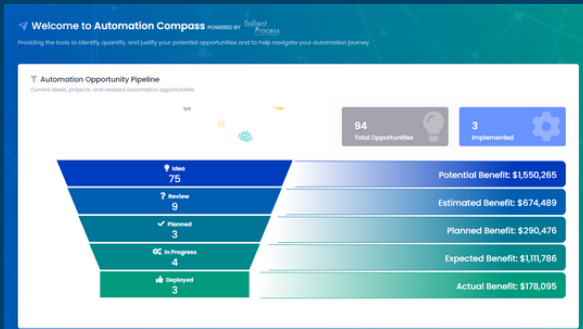 Welcome to Automation Compass POWERED BY Salient Process
Providing the tools to identify, quantify, and justify your potential opportunities and to help navigate your automation journey
Automation Opportunity Pipeline
Current ideas, projects, and realized automation opportunities
94
Total Opportunities
3
Implemented
Idea
75
Potential Benefit: $1,550,265
Review
9
Estimated Benefit: $674,489
Planned
3
Planned Benefit: $290,476
In Progress
4
Expected Benefit: $1,111,786
Deployed
3
Actual Benefit: $178,095